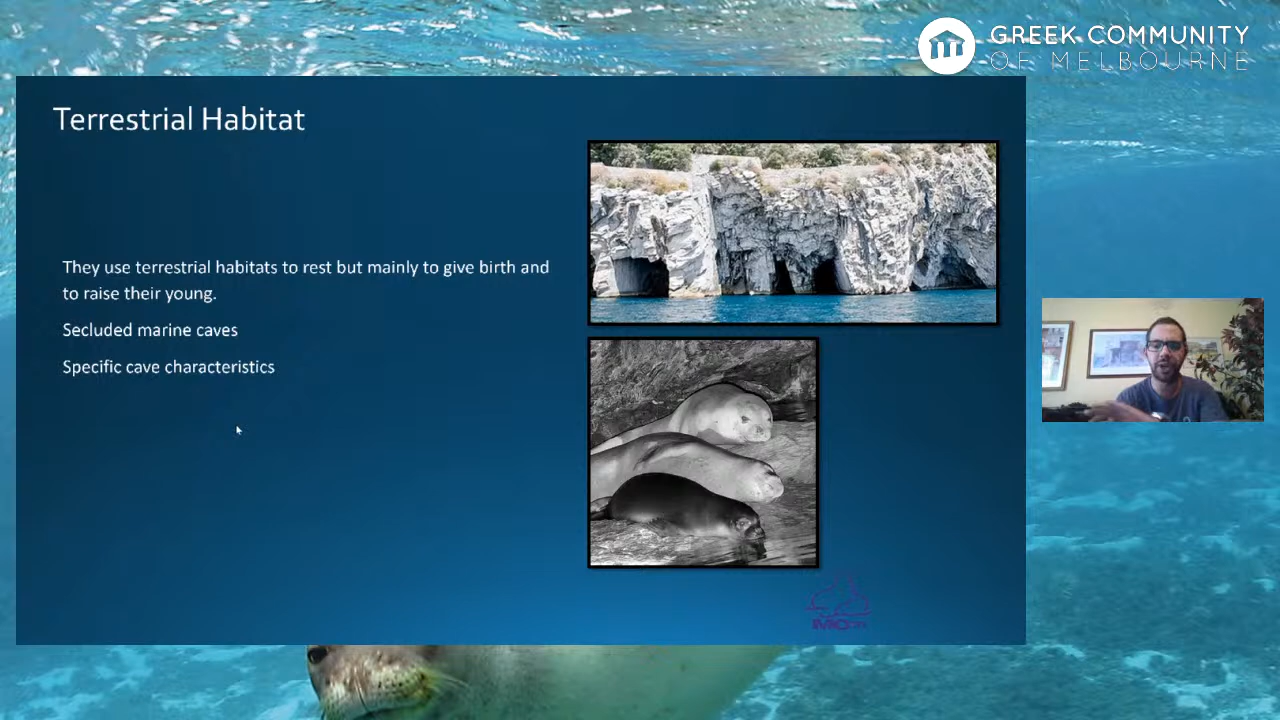 GREEK COMMUNITY
OF MELBOURNE
Terrestrial Habitat
They use terrestrial habitats to rest but mainly to give birth and
to raise their young.
Secluded marine caves
Specific cave characteristics